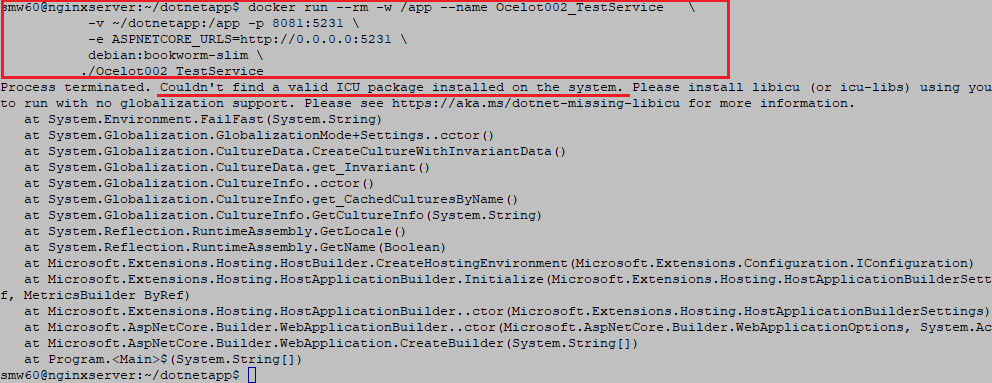 smw60@nginxserver:~/dotnetapp$ docker run --rm -w /app --name Ocelot002_TestService \
-v ~/dotnetapp:/app -p 8081:5231 \
-e ASPNETCORE_URLS=http://0.0.0.0:5231 \
debian:bookworm-slim \
./Ocelot002_TestService
Process terminated. Couldn't find a valid ICU package installed on the system. Please install libicu (or icu-libs) using you
to run with no globalization support. Please see https://aka.ms/dotnet-missing-libicu for more information.
at System.Environment.FailFast(System.String)
at System.Globalization.GlobalizationMode+Settings..cctor()
at System.Globalization.CultureData.CreateCultureWithInvariantData()
at System.Globalization.CultureData.get_Invariant()
at System.Globalization.CultureInfo..cctor()
at System.Globalization.CultureInfo.get_CachedCulturesByName()
at System.Globalization.CultureInfo.GetCultureInfo(System.String)
at System.Reflection.RuntimeAssembly.GetLocale()
at System.Reflection.RuntimeAssembly.GetName(Boolean)
at Microsoft.Extensions.Hosting.HostBuilder.CreateHostingEnvironment(Microsoft.Extensions.Configuration.IConfiguration)
at Microsoft.Extensions.Hosting.HostApplicationBuilder.Initialize(Microsoft.Extensions.Hosting.HostApplicationBuilderSett
f, MetricsBuilder ByRef)
at Microsoft.Extensions.Hosting.HostApplicationBuilder..ctor(Microsoft.Extensions.Hosting.HostApplicationBuilderSettings)
at Microsoft.AspNetCore.Builder.WebApplicationBuilder..ctor(Microsoft.AspNetCore.Builder.WebApplicationOptions, System.Ac
at Microsoft.AspNetCore.Builder.WebApplication.CreateBuilder(System.String[])
at Program.<Main>$(System.String[])
smw60@nginxserver:~/dotnetapp$